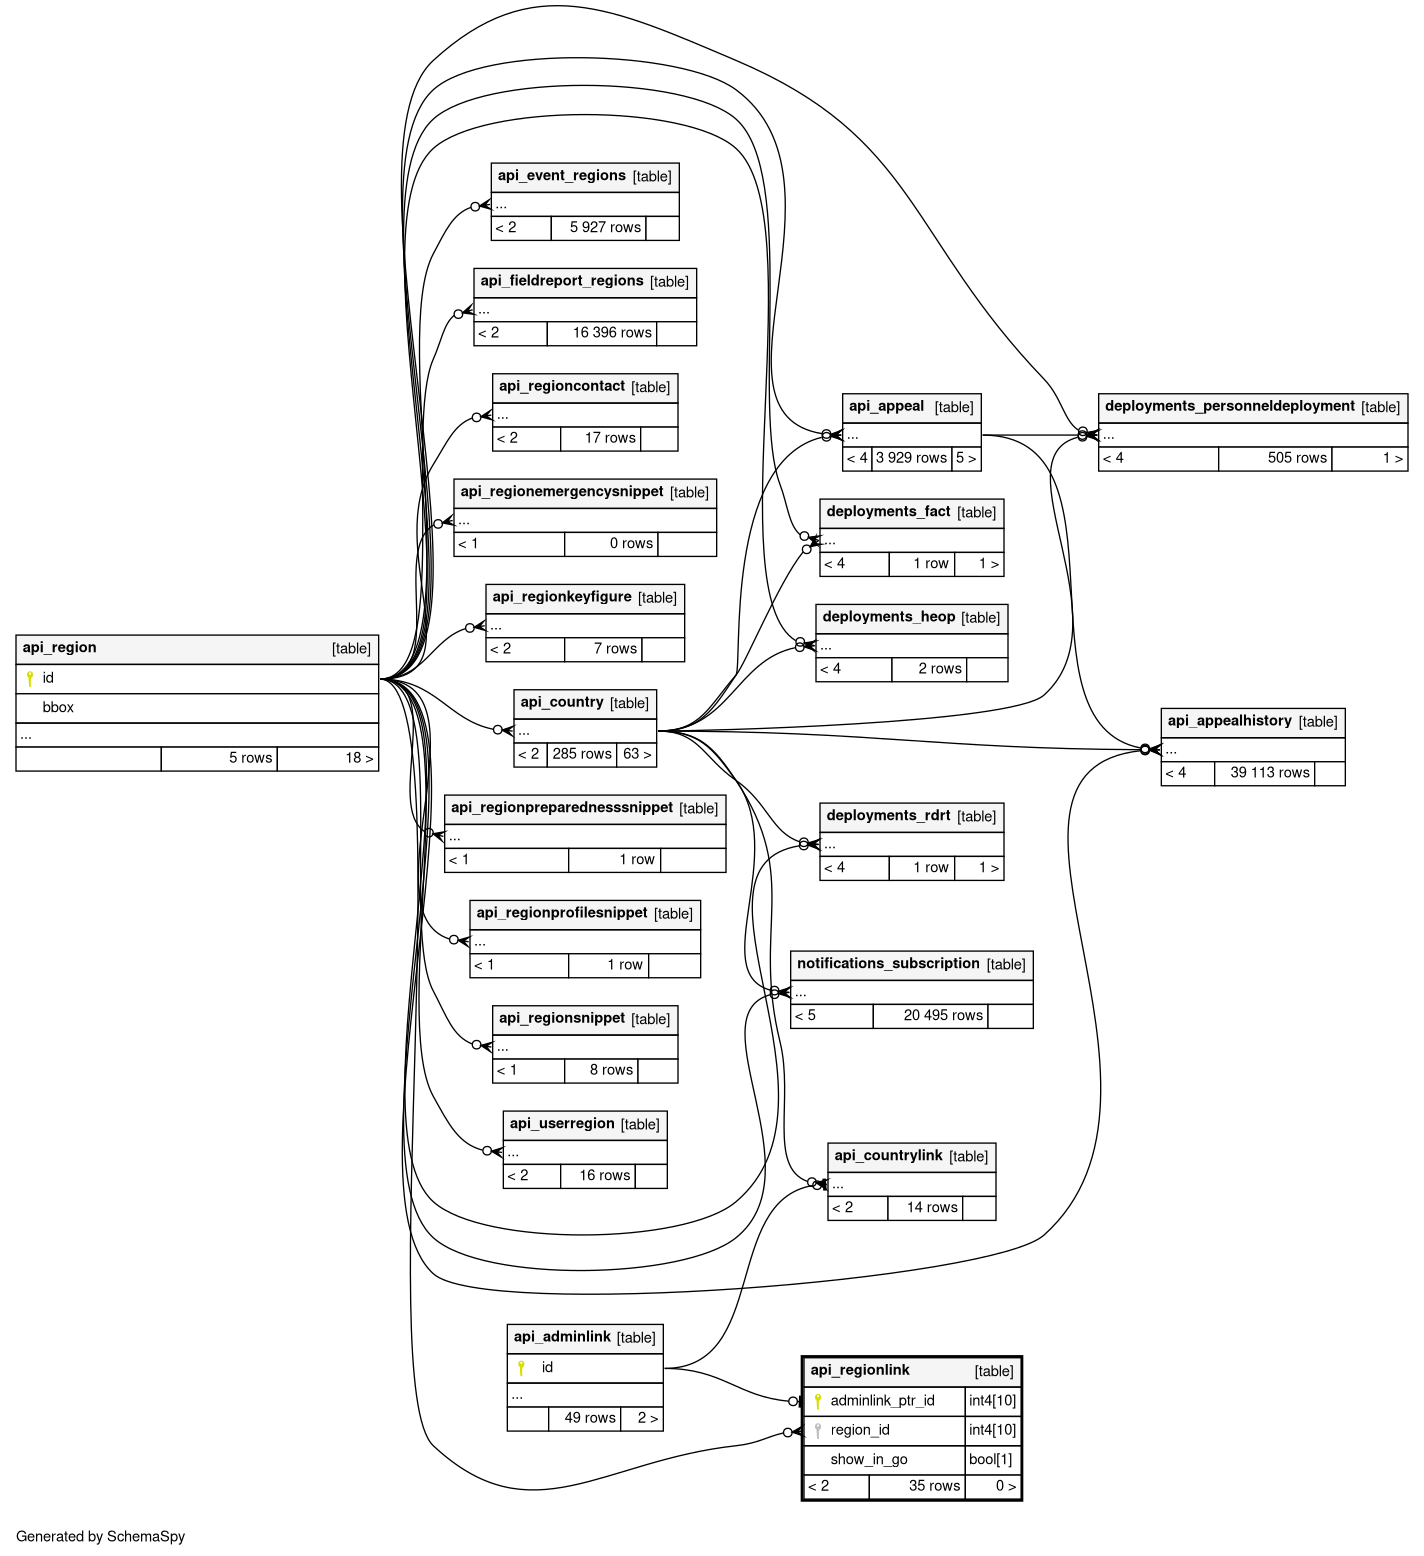 api_event_regions [table]
...
< 2 5 927 rows
api_fieldreport_regions [table]
...
< 2 16 396 rows
api_regioncontact [table]
...
< 2 17 rows
api_regionemergencysnippet [table]
...
< 1 0 rows
api_regionkeyfigure [table]
...
< 2 7 rows
api_region [table]
id
bbox
...
5 rows 18 >
api_country [table]
...
< 2 285 rows 63 >
api_regionpreparednesssnippet [table]
...
< 1 1 row
api_regionprofilesnippet [table]
...
< 1 1 row
api_regionsnippet [table]
...
< 1 8 rows
api_userregion [table]
...
< 2 16 rows
api_adminlink [table]
id
...
49 rows 2 >
api_appeal [table]
...
< 4 3 929 rows 5 >
deployments_fact [table]
...
< 4 1 row 1 >
deployments_heop [table]
...
< 4 2 rows
deployments_rdrt [table]
...
< 4 1 row 1 >
notifications_subscription [table]
...
< 5 20 495 rows
api_countrylink [table]
...
< 2 14 rows
api_regionlink [table]
adminlink_ptr_id int4[10]
region_id int4[10]
show_in_go bool[1]
< 2 35 rows 0 >
deployments_personneldeployment [table]
...
< 4 505 rows 1 >
api_appealhistory [table]
...
< 4 39 113 rows
Generated by SchemaSpy